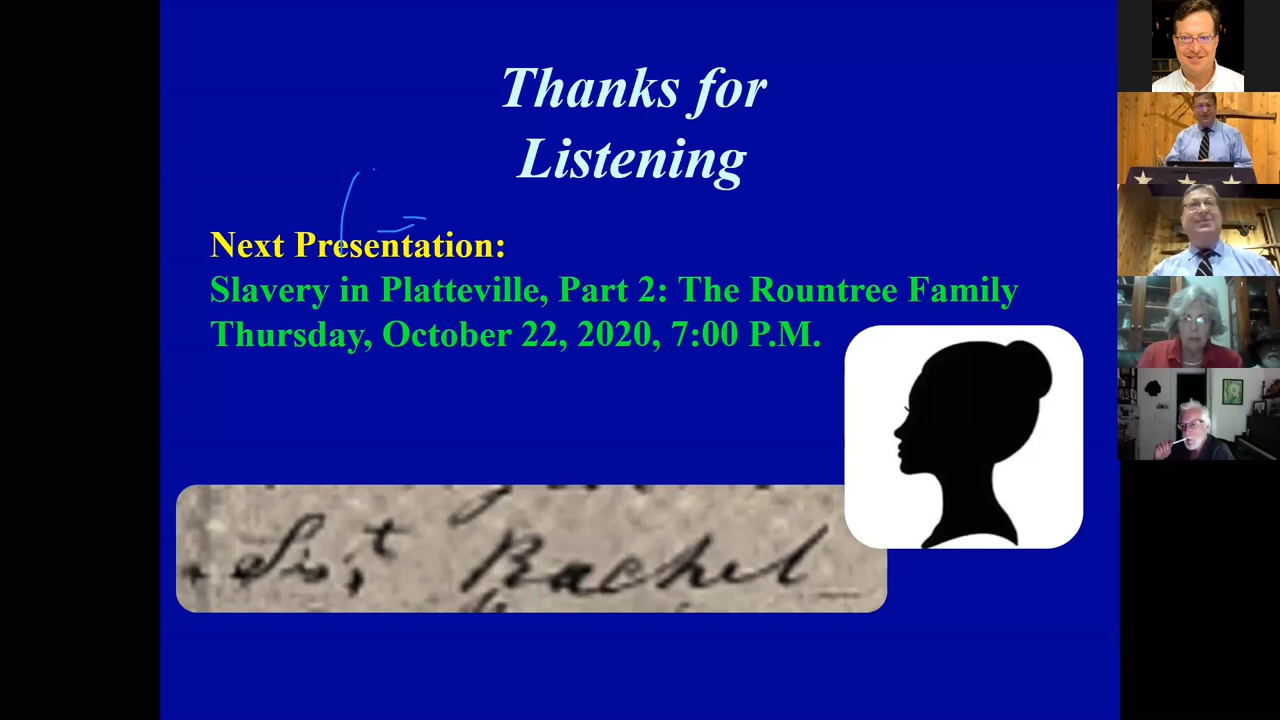 Thanks for
Listening
Next Presentation:
Slavery in Platteville, Part 2: The Rountree Family
Thursday, October 22, 2020, 7:00 P.M.
Sis,t Rachel